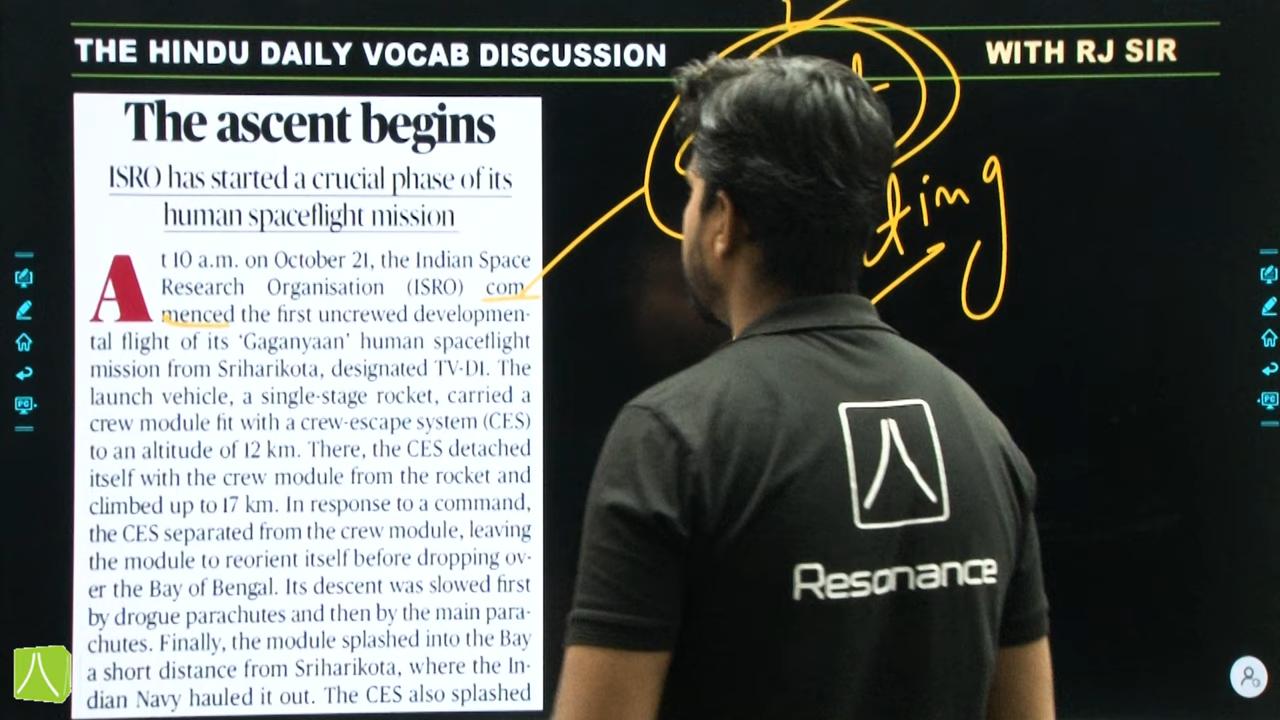 THE HINDU DAILY VOCAB DISCUSSION
WITH RJ SIR
The ascent begins
ISRO has started a crucial phase of its
human spaceflight mission
At 10 a.m. on October 21, the Indian Space
Research Organisation (ISRO) com
menced the first uncrewed developmen-
tal flight of its ‘Gaganyaan’ human spaceflight
mission from Sriharikota, designated TV-D1. The
launch vehicle, a single-stage rocket, carried a
crew module fit with a crew-escape system (CES)
to an altitude of 12 km. There, the CES detached
itself with the crew module from the rocket and
climbed up to 17 km. In response to a command,
the CES separated from the crew module, leaving
the module to reorient itself before dropping ov-
er the Bay of Bengal. Its descent was slowed first
by drogue parachutes and then by the main para-
chutes. Finally, the module splashed into the Bay
a short distance from Sriharikota, where the In-
dian Navy hauled it out. The CES also splashed
ting
Resonance
PC
PC